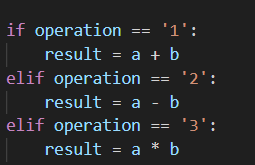 if operation == '1':
    result = a + b
elif operation == '2':
    result = a - b
elif operation == '3':
    result = a * b